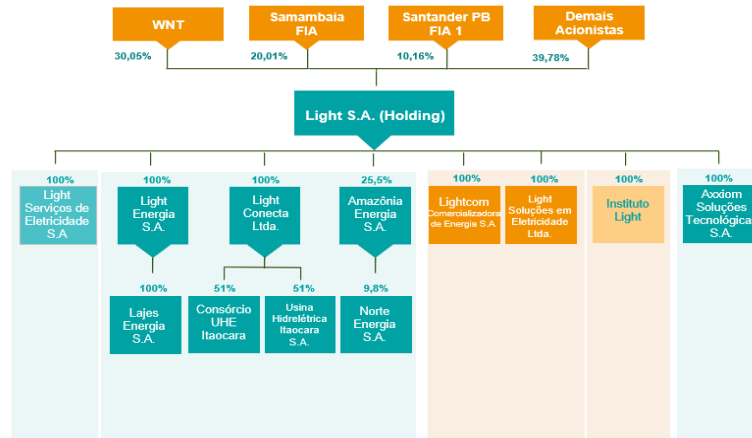 WNT
Samambaia
FIA
Santander PB
FIA 1
Demais
Acionistas
30,05%
20,01%
10,16%
39,78%
Light S.A. (Holding)
100%
100%
100%
25,5%
100%
100%
100%
100%
Light
Serviços de
Eletricidade
S.A
Light
Energia
S.A.
Light
Conecta
Ltda.
Amazônia
Energia
S.A.
Lightcom
Comercializadora
de Energia S.A.
Light
Soluções em
Eletricidade
Ltda.
Instituto
Light
Axxiom
Soluções
Tecnológicas
S.A.
100%
51%
51%
9,8%
Lajes
Energia
S.A.
Consórcio
UHE
Itaocara
Usina
Hidrelétrica
Itaocara
S.A.
Norte
Energia
S.A.